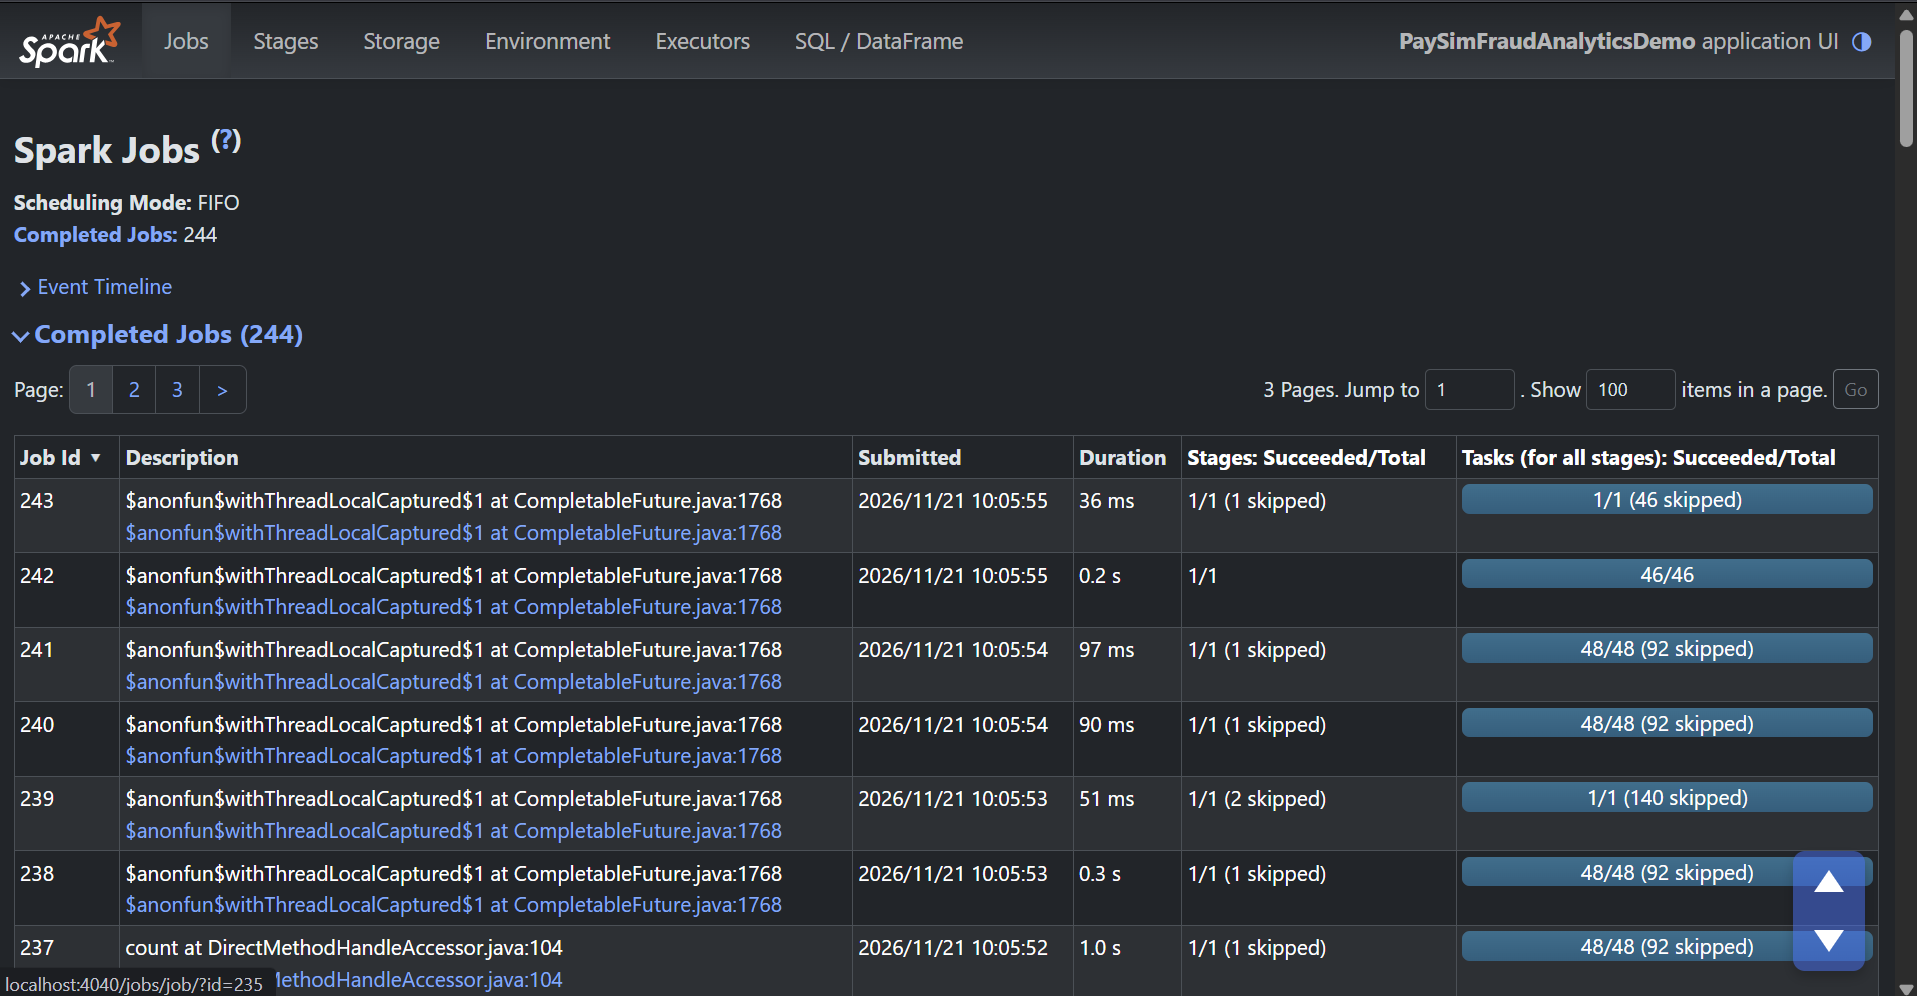 APACHE
Spark™
Jobs Stages Storage Environment Executors SQL / DataFrame PaySimFraudAnalyticsDemo application UI
Spark Jobs (?)
Scheduling Mode: FIFO
Completed Jobs: 244
Event Timeline
Completed Jobs (244)
Page: 1 2 3 > 3 Pages. Jump to 1 . Show 100 items in a page. Go
Job Id ▼ Description Submitted Duration Stages: Succeeded/Total Tasks (for all stages): Succeeded/Total
243 $anonfun$withThreadLocalCaptured$1 at CompletableFuture.java:1768 2026/11/21 10:05:55 36 ms 1/1 (1 skipped) 1/1 (46 skipped)
$anonfun$withThreadLocalCaptured$1 at CompletableFuture.java:1768
242 $anonfun$withThreadLocalCaptured$1 at CompletableFuture.java:1768 2026/11/21 10:05:55 0.2 s 1/1 46/46
$anonfun$withThreadLocalCaptured$1 at CompletableFuture.java:1768
241 $anonfun$withThreadLocalCaptured$1 at CompletableFuture.java:1768 2026/11/21 10:05:54 97 ms 1/1 (1 skipped) 48/48 (92 skipped)
$anonfun$withThreadLocalCaptured$1 at CompletableFuture.java:1768
240 $anonfun$withThreadLocalCaptured$1 at CompletableFuture.java:1768 2026/11/21 10:05:54 90 ms 1/1 (1 skipped) 48/48 (92 skipped)
$anonfun$withThreadLocalCaptured$1 at CompletableFuture.java:1768
239 $anonfun$withThreadLocalCaptured$1 at CompletableFuture.java:1768 2026/11/21 10:05:53 51 ms 1/1 (2 skipped) 1/1 (140 skipped)
$anonfun$withThreadLocalCaptured$1 at CompletableFuture.java:1768
238 $anonfun$withThreadLocalCaptured$1 at CompletableFuture.java:1768 2026/11/21 10:05:53 0.3 s 1/1 (1 skipped) 48/48 (92 skipped)
$anonfun$withThreadLocalCaptured$1 at CompletableFuture.java:1768
237 count at DirectMethodHandleAccessor.java:104 2026/11/21 10:05:52 1.0 s 1/1 (1 skipped) 48/48 (92 skipped)
localhost:4040/jobs/job/?id=235 MethodHandleAccessor.java:104